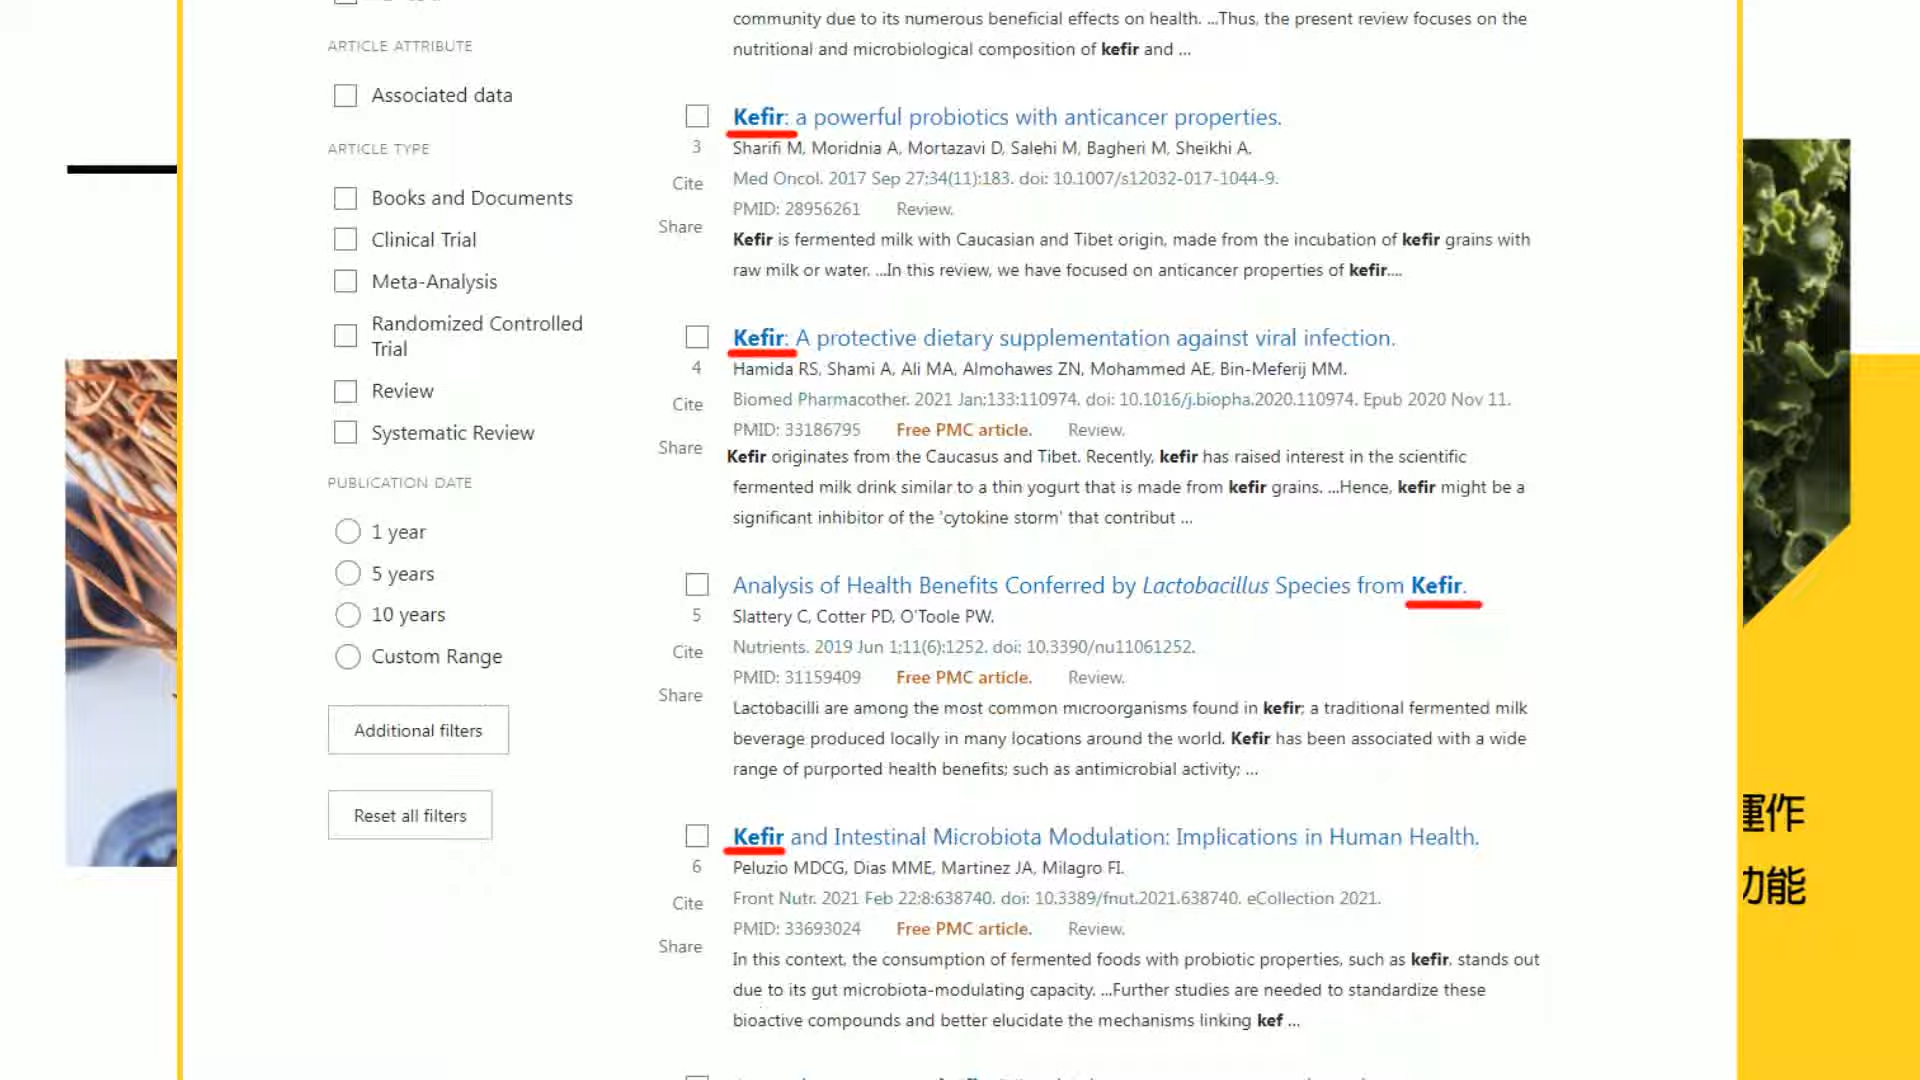 ARTICLE ATTRIBUTE
Associated data
ARTICLE TYPE
Books and Documents
Clinical Trial
Meta-Analysis
Randomized Controlled
Trial
Review
Systematic Review
PUBLICATION DATE
1 year
5 years
10 years
Custom Range
Additional filters
Reset all filters
community due to its numerous beneficial effects on health. ...Thus, the present review focuses on the
nutritional and microbiological composition of kefir and ...
Kefir: a powerful probiotics with anticancer properties.
3
Cite
Share
Sharifi M, Moridnia A, Mortazavi D, Salehi M, Bagheri M, Sheikhi A.
Med Oncol. 2017 Sep 27;34(11):183. doi: 10.1007/s12032-017-1044-9.
PMID: 28956261 Review.
Kefir is fermented milk with Caucasian and Tibet origin, made from the incubation of kefir grains with
raw milk or water. ...In this review, we have focused on anticancer properties of kefir....
Kefir: A protective dietary supplementation against viral infection.
4
Cite
Share
Hamida RS, Shami A, Ali MA, Almohawes ZN, Mohammed AE, Bin-Meferij MM.
Biomed Pharmacother. 2021 Jan;133:110974. doi: 10.1016/j.biopha.2020.110974. Epub 2020 Nov 11.
PMID: 33186795 Free PMC article. Review.
Kefir originates from the Caucasus and Tibet. Recently, kefir has raised interest in the scientific
fermented milk drink similar to a thin yogurt that is made from kefir grains. ...Hence, kefir might be a
significant inhibitor of the 'cytokine storm' that contribut ...
Analysis of Health Benefits Conferred by Lactobacillus Species from Kefir.
5
Cite
Share
Slattery C, Cotter PD, O'Toole PW.
Nutrients. 2019 Jun 1;11(6):1252. doi: 10.3390/nu11061252.
PMID: 31159409 Free PMC article. Review.
Lactobacilli are among the most common microorganisms found in kefir; a traditional fermented milk
beverage produced locally in many locations around the world. Kefir has been associated with a wide
range of purported health benefits; such as antimicrobial activity; ...
Kefir and Intestinal Microbiota Modulation: Implications in Human Health.
6
Cite
Share
Peluzio MDCG, Dias MME, Martinez JA, Milagro FI.
Front Nutr. 2021 Feb 22;8:638740. doi: 10.3389/fnut.2021.638740. eCollection 2021.
PMID: 33693024 Free PMC article. Review.
In this context, the consumption of fermented foods with probiotic properties, such as kefir, stands out
due to its gut microbiota-modulating capacity. ...Further studies are needed to standardize these
bioactive compounds and better elucidate the mechanisms linking kef ...
運作
功能